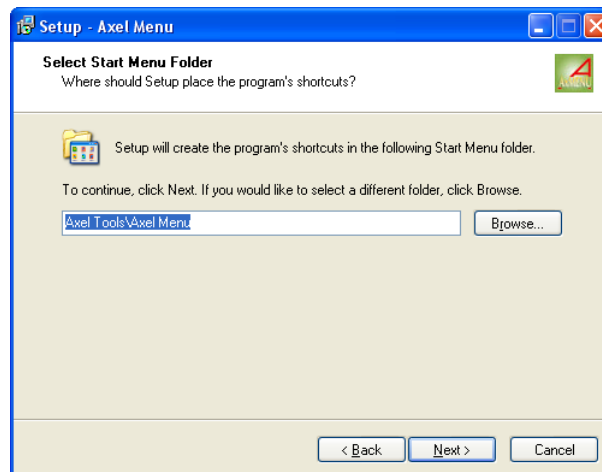 Setup - Axel Menu
Select Start Menu Folder
Where should Setup place the program's shortcuts?
A
AXMENU
Setup will create the program's shortcuts in the following Start Menu folder.
To continue, click Next. If you would like to select a different folder, click Browse.
Axel Tools\Axel Menu
Browse...
< Back
Next >
Cancel